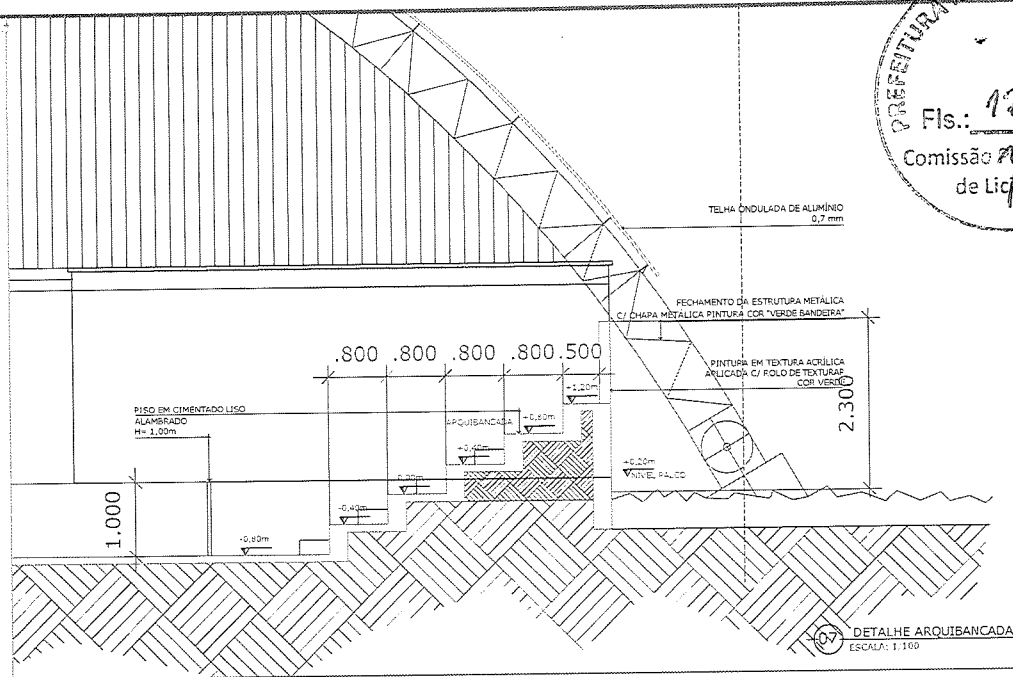 PREFEITURA
Fls.:
Comissão
de
TELHA ONDULADA DE ALUMÍNIO
0,7 mm
FECHAMENTO DA ESTRUTURA METÁLICA
C/ CHAPA METÁLICA PINTURA COR "VERDE BANDEIRA"
PINTURA EM TEXTURA ACRÍLICA
APLICADA C/ ROLO DE TEXTURAR
COR VERDE
.800 .800 .800 .800 .500
2.300
+1,20m
PISO EM CIMENTADO LISO
ALAMBRADO
H= 1,00m
ARQUIBANCADA
+0,80m
+0,40m
+0,20m
NIVEL PALCO
0,00m
-0,40m
1.000
-0,80m
07 DETALHE ARQUIBANCADA
ESCALA: 1:100